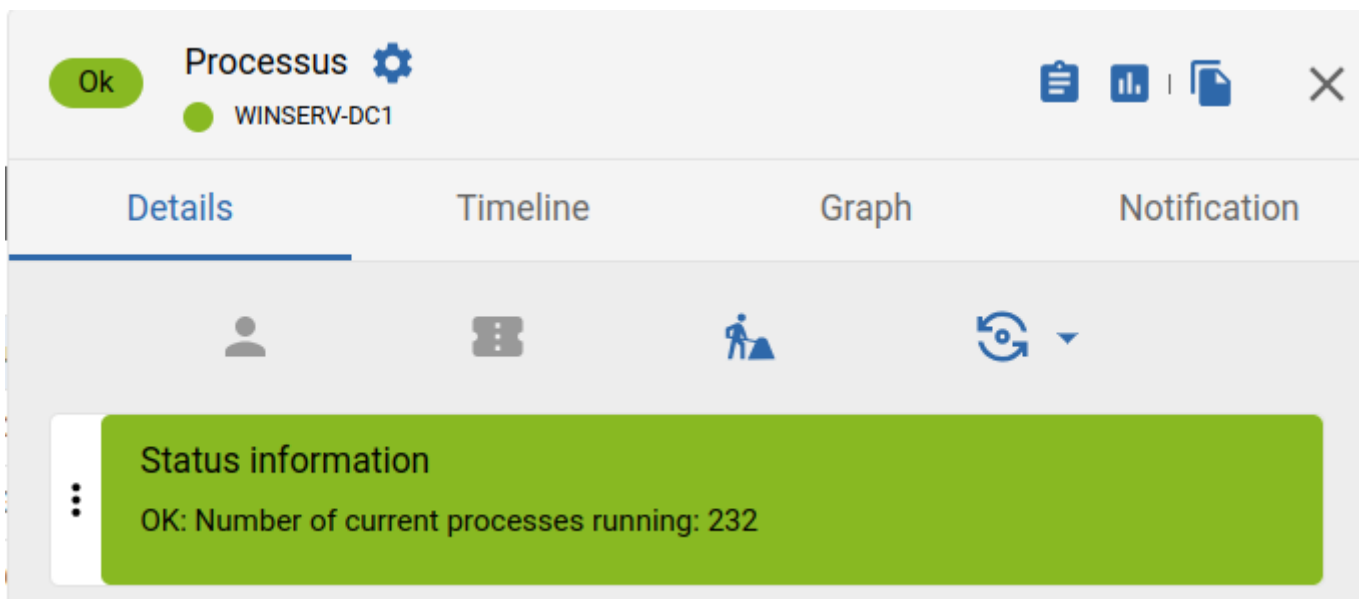 Ok
Processus
WINSERV-DC1
Details
Timeline
Graph
Notification
Status information
OK: Number of current processes running: 232